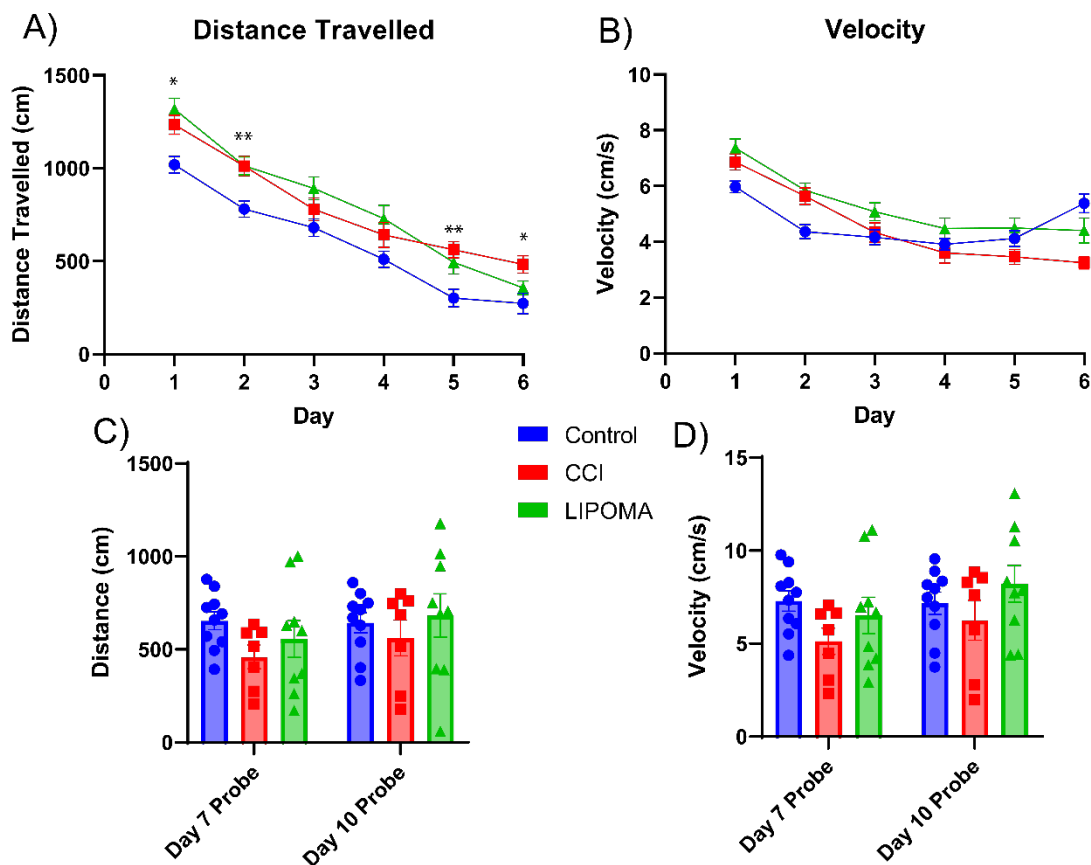 A)
Distance Travelled
Distance Travelled (cm)
1500
1000
500
0
*
**
**
*
0 1 2 3 4 5 6
Day
B)
Velocity
Velocity (cm/s)
10
8
6
4
2
0
0 1 2 3 4 5 6
Day
C)
Distance (cm)
1500
1000
500
0
Day 7 Probe
Day 10 Probe
Control
CCI
LIPOMA
D)
Velocity (cm/s)
15
10
5
0
Day 7 Probe
Day 10 Probe